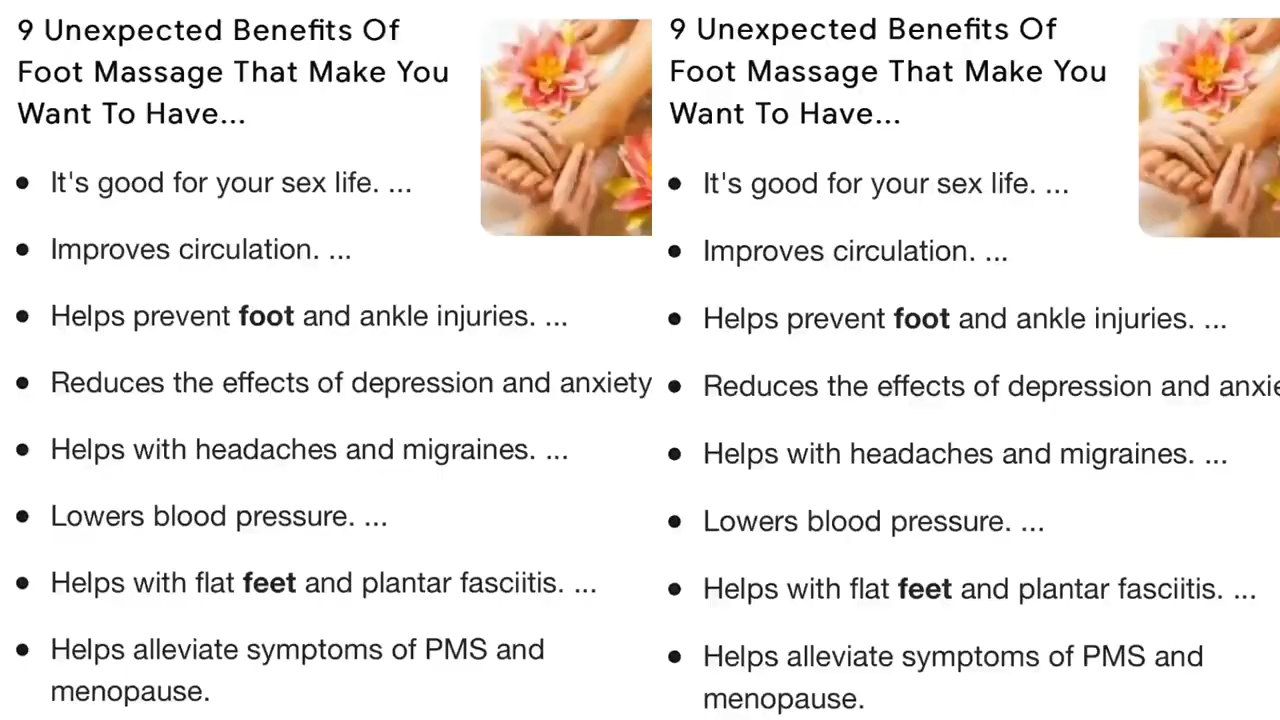 9 Unexpected Benefits Of
Foot Massage That Make You
Want To Have...
It's good for your sex life. ...
Improves circulation. ...
Helps prevent foot and ankle injuries. ...
Reduces the effects of depression and anxiety
Helps with headaches and migraines. ...
Lowers blood pressure. ...
Helps with flat feet and plantar fasciitis. ...
Helps alleviate symptoms of PMS and
menopause.
9 Unexpected Benefits Of
Foot Massage That Make You
Want To Have...
It's good for your sex life. ...
Improves circulation. ...
Helps prevent foot and ankle injuries. ...
Reduces the effects of depression and anxie
Helps with headaches and migraines. ...
Lowers blood pressure. ...
Helps with flat feet and plantar fasciitis. ...
Helps alleviate symptoms of PMS and
menopause.